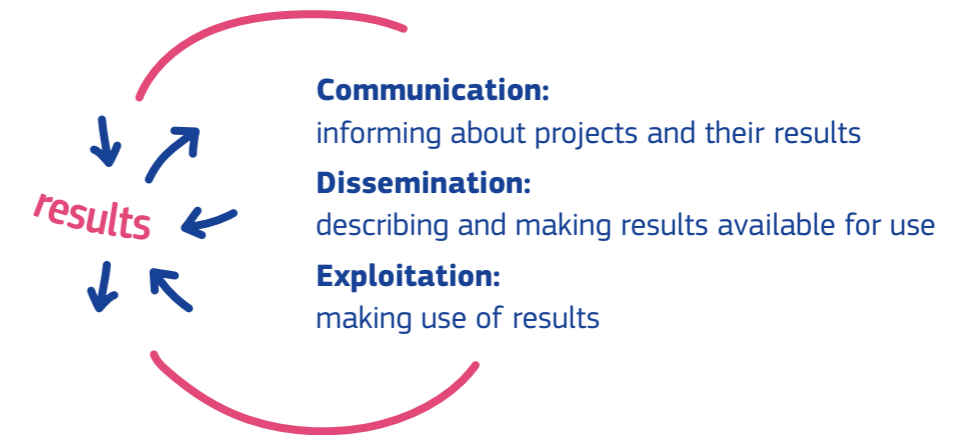 results
Communication:
informing about projects and their results
Dissemination:
describing and making results available for use
Exploitation:
making use of results